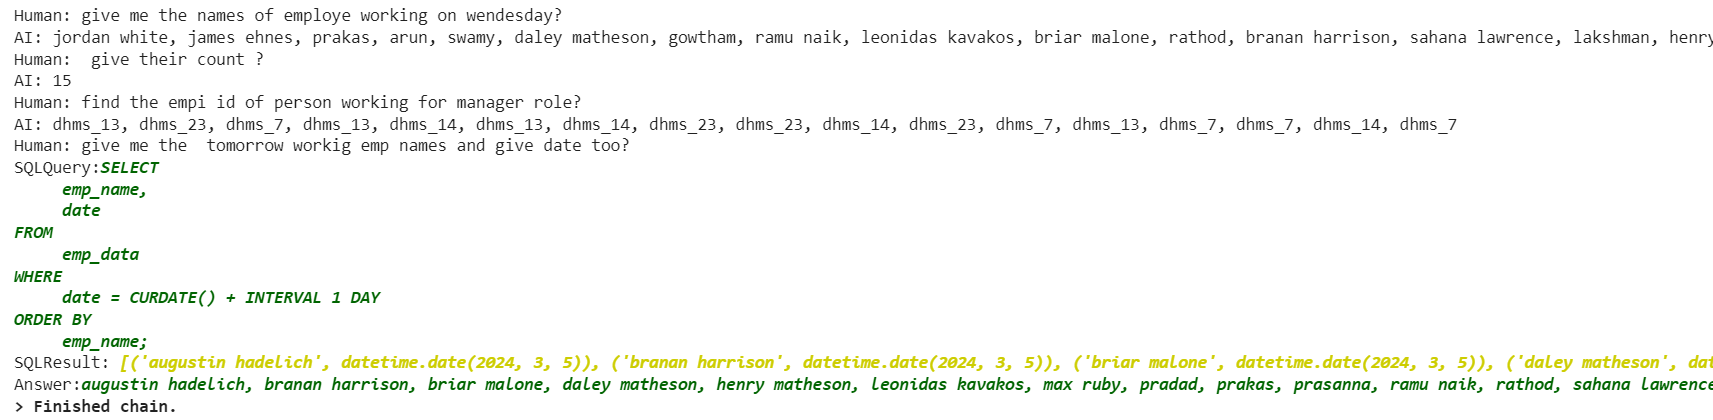 Human: give me the names of employe working on wendesday?
AI: jordan white, james ehnes, prakas, arun, swamy, daley matheson, gowtham, ramu naik, leonidas kavakos, briar malone, rathod, branan harrison, sahana lawrence, lakshman, henry
Human:  give their count ?
AI: 15
Human: find the empi id of person working for manager role?
AI: dhms_13, dhms_23, dhms_7, dhms_13, dhms_14, dhms_13, dhms_14, dhms_23, dhms_23, dhms_14, dhms_23, dhms_7, dhms_13, dhms_7, dhms_7, dhms_14, dhms_7
Human: give me the  tomorrow workig emp names and give date too?
SQLQuery:SELECT
     emp_name,
     date
FROM
     emp_data
WHERE
     date = CURDATE() + INTERVAL 1 DAY
ORDER BY
     emp_name;
SQLResult: [('augustin hadelich', datetime.date(2024, 3, 5)), ('branan harrison', datetime.date(2024, 3, 5)), ('briar malone', datetime.date(2024, 3, 5)), ('daley matheson', dat
Answer:augustin hadelich, branan harrison, briar malone, daley matheson, henry matheson, leonidas kavakos, max ruby, pradad, prakas, prasanna, ramu naik, rathod, sahana lawrence
> Finished chain.